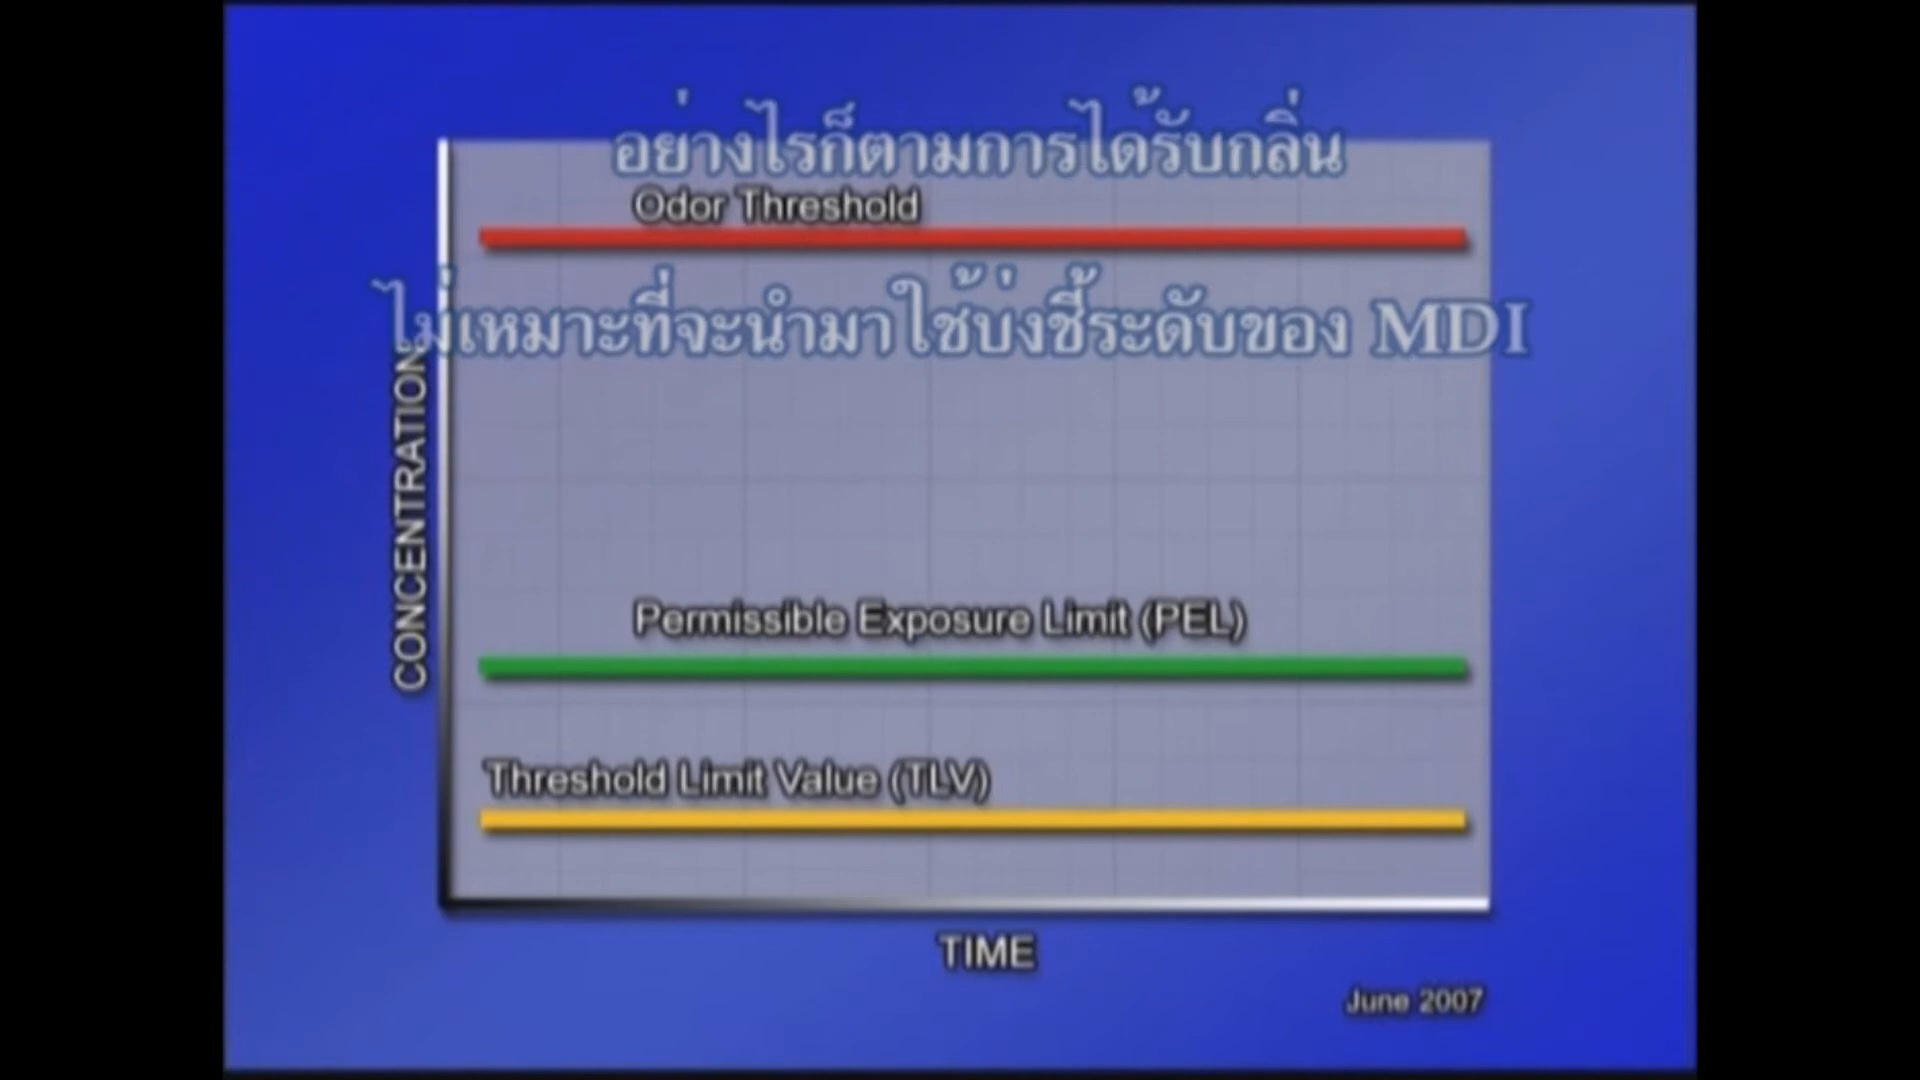 อย่างไรก็ตามการได้รับกลิ่น
Odor Threshold
ไม่เหมาะที่จะนำมาใช้บ่งชี้ระดับของ MDI
CONCENTRATION
Permissible Exposure Limit (PEL)
Threshold Limit Value (TLV)
TIME
June 2007